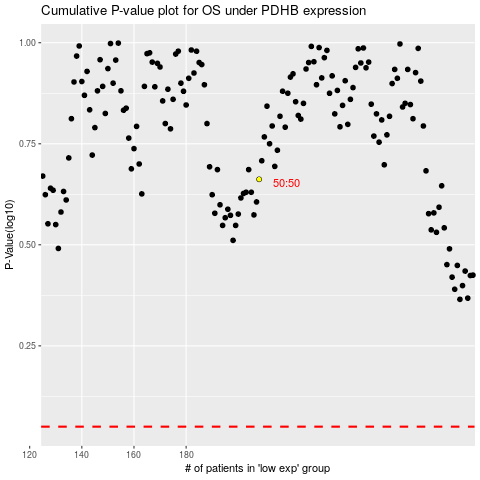 Cumulative P-value plot for OS under PDHB expression
1.00
0.75
0.50
0.25
P-Value(log10)
50:50
120 140 160 180
# of patients in 'low exp' group